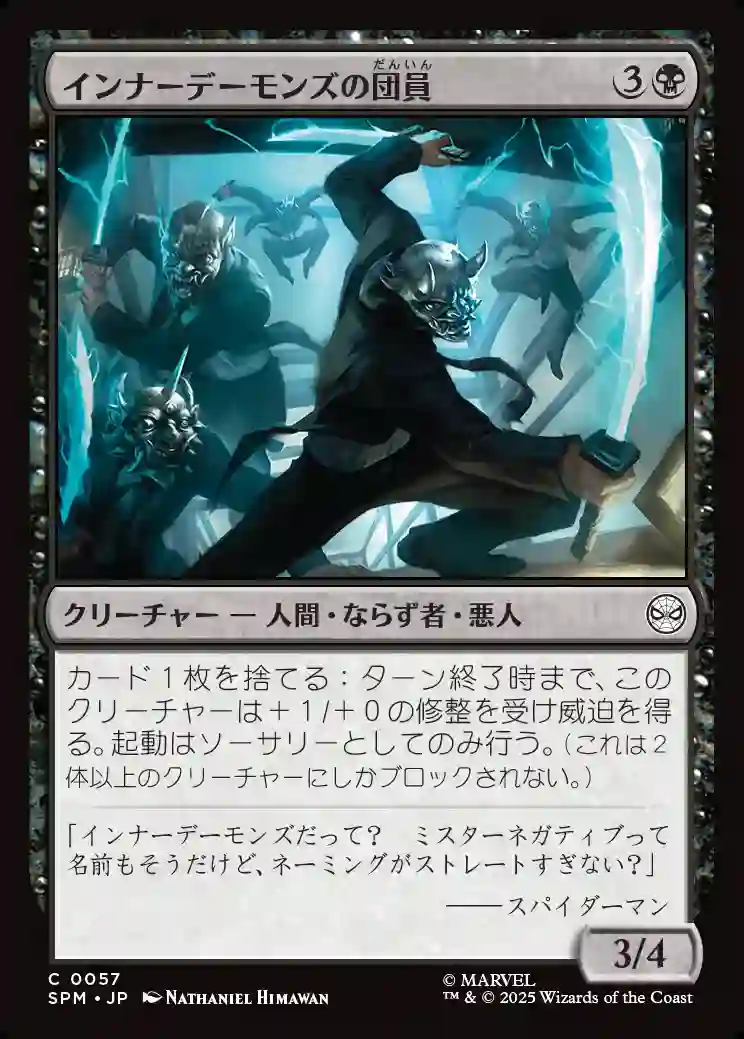 インナーデーモンズの団員
だんいん
3
クリーチャー ― 人間・ならず者・悪人
カード1枚を捨てる：ターン終了時まで、この
クリーチャーは＋1/＋0の修整を受け威迫を得
る。起動はソーサリーとしてのみ行う。（これは2
体以上のクリーチャーにしかブロックされない。）
「インナーデーモンズだって？　ミスターネガティブって
名前もそうだけど、ネーミングがストレートすぎない？」
――スパイダーマン
3/4
C 0057
SPM・JP NATHANIEL HIMAWAN
© MARVEL
™ & © 2025 Wizards of the Coast